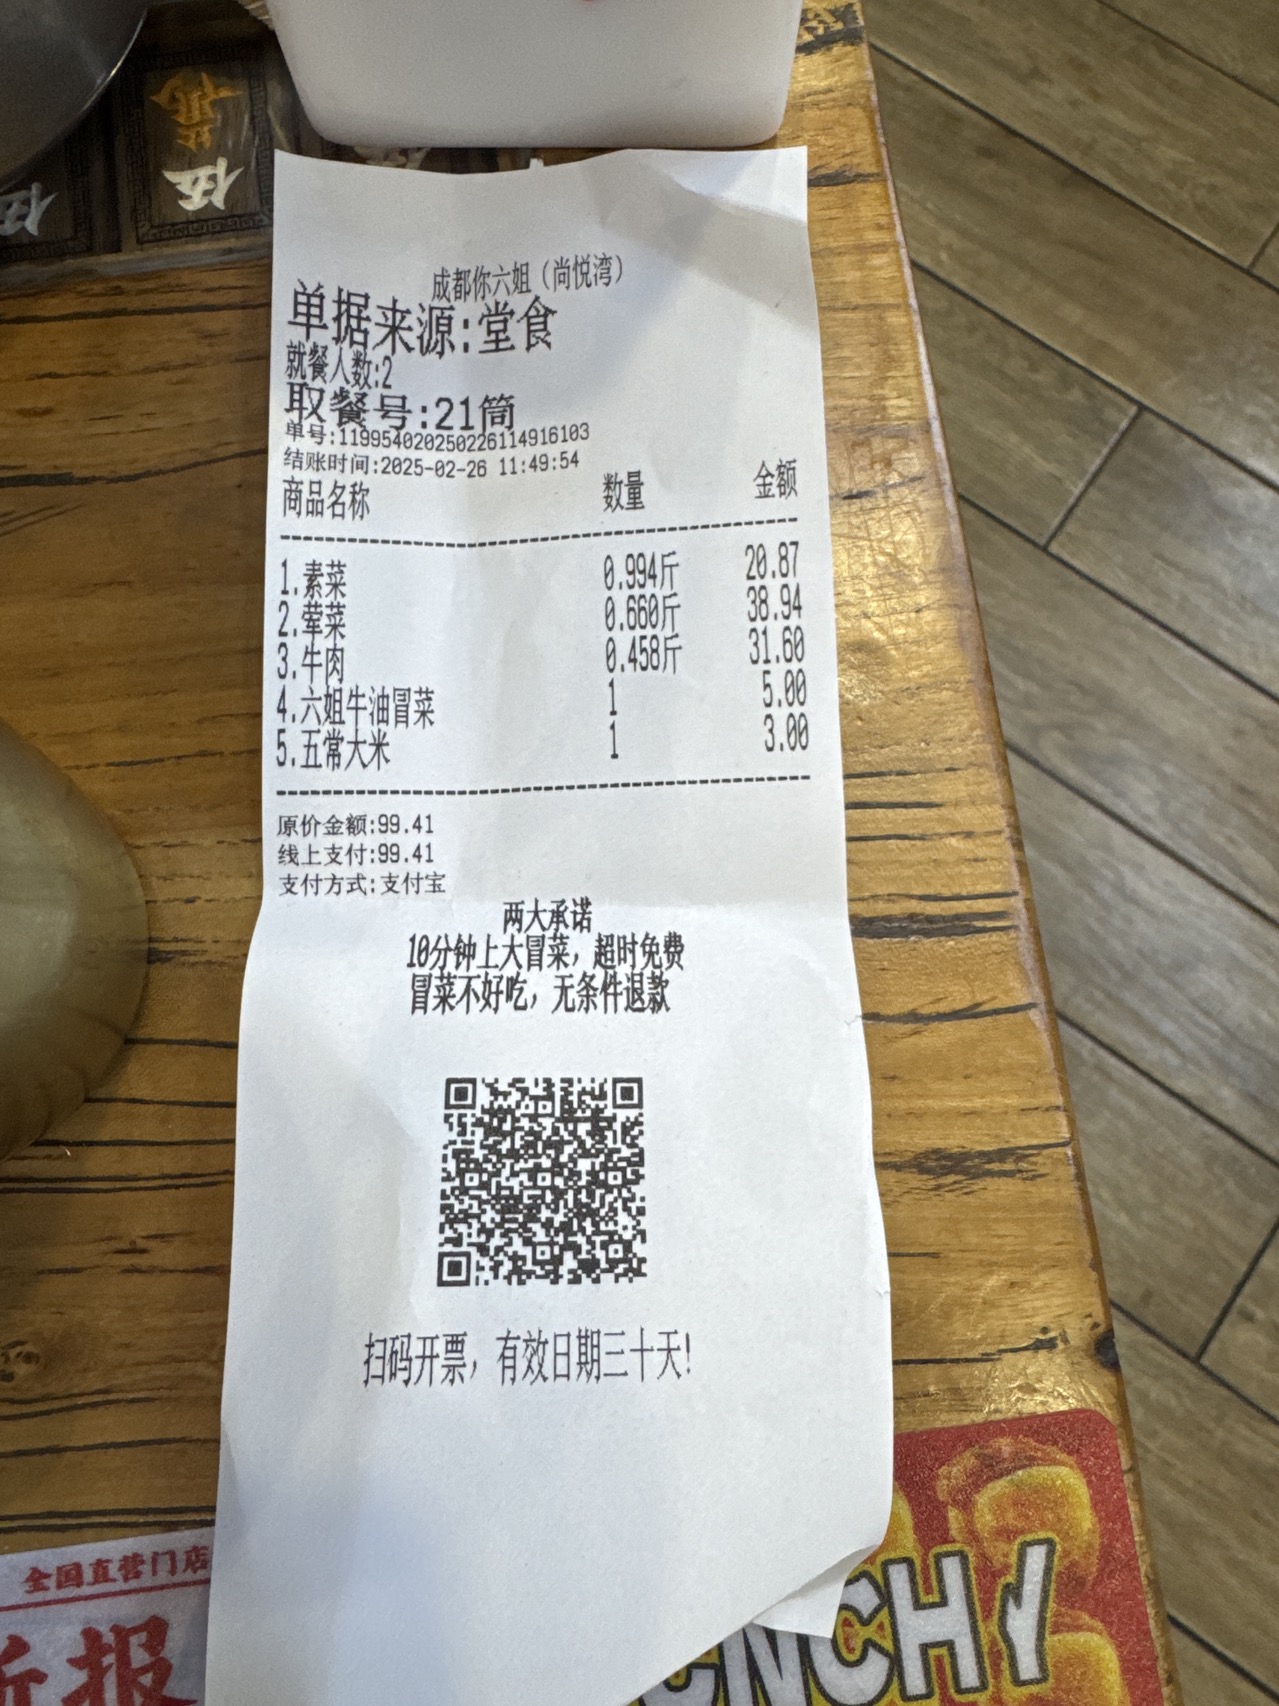 伍
伍
成都你六姐（尚悦湾）
单据来源:堂食
就餐人数:2
取餐号:21筒
单号:11995402025022611491610​3
结账时间:2025-02-26 11:49:54
商品名称 数量 金额
1.素菜 0.994斤 20.87
2.荤菜 0.660斤 38.94
3.牛肉 0.458斤 31.60
4.六姐牛油冒菜 1 5.00
5.五常大米 1 3.00
原价金额:99.41
线上支付:99.41
支付方式:支付宝
两大承诺
10分钟上大冒菜，超时免费
冒菜不好吃，无条件退款
扫码开票，有效日期三十天!
全国直营门店
报